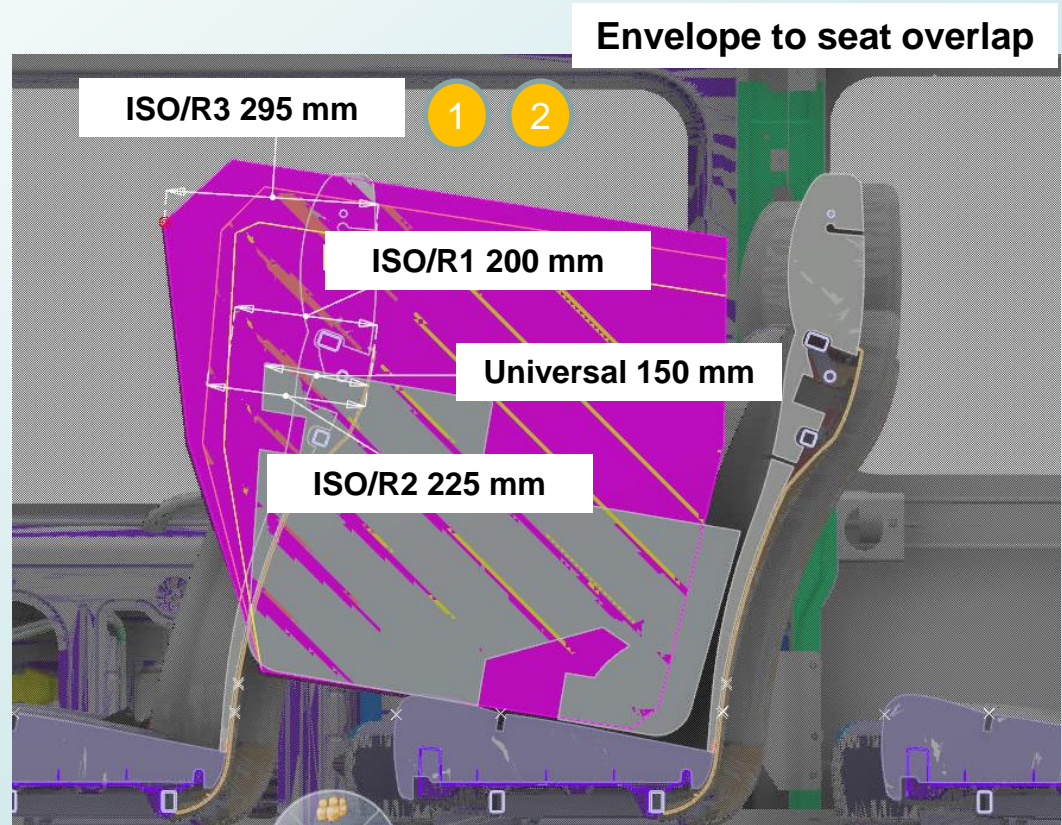 Envelope to seat overlap
ISO/R3 295 mm
1
2
ISO/R1 200 mm
Universal 150 mm
ISO/R2 225 mm